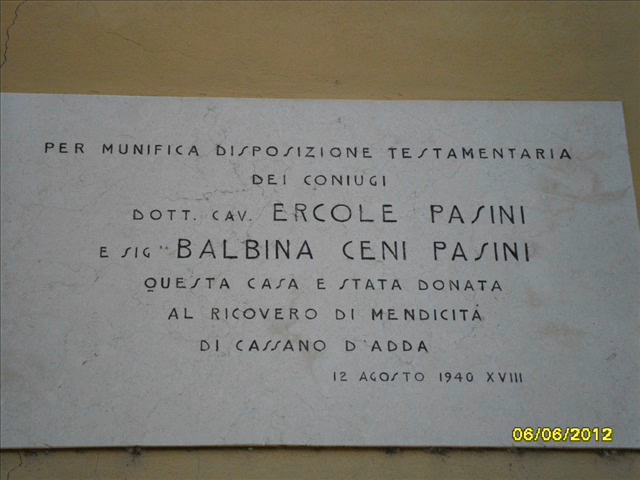 PER MUNIFICA DISPOSIZIONE TESTAMENTARIA
DEI CONIUGI
DOTT. CAV. ERCOLE PASINI
E SIG.RA BALBINA CENI PASINI
QUESTA CASA E STATA DONATA
AL RICOVERO DI MENDICITÁ
DI CASSANO D'ADDA
12 AGOSTO 1940 XVIII
06/06/2012